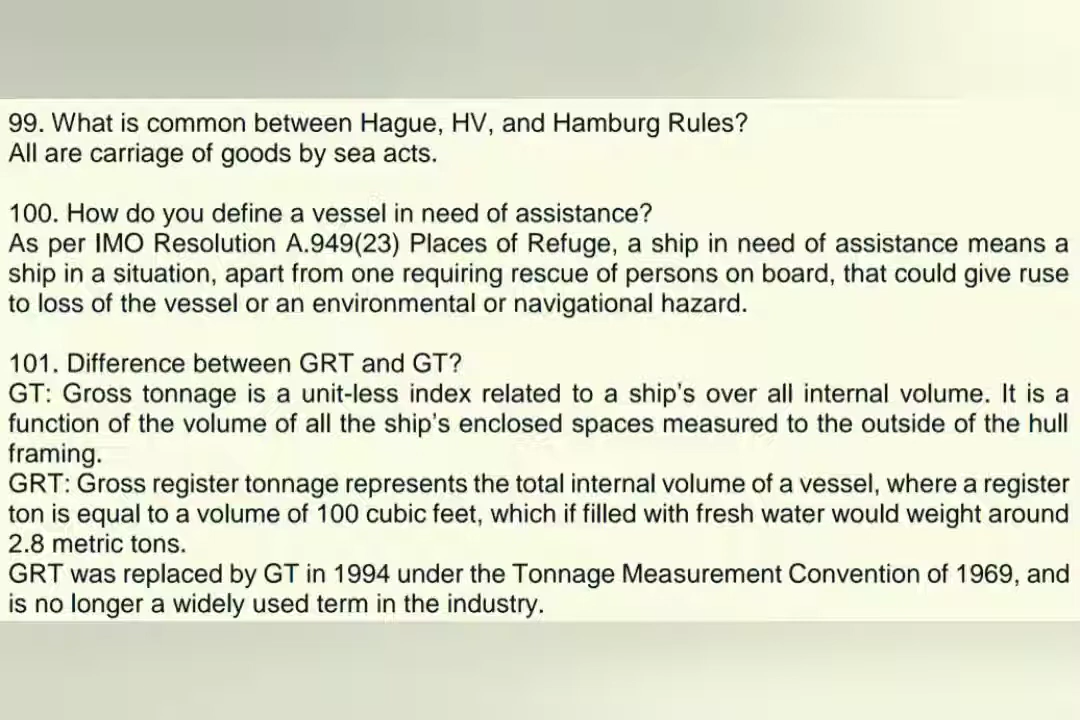 99. What is common between Hague, HV, and Hamburg Rules?
All are carriage of goods by sea acts.
100. How do you define a vessel in need of assistance?
As per IMO Resolution A.949(23) Places of Refuge, a ship in need of assistance means a
ship in a situation, apart from one requiring rescue of persons on board, that could give ruse
to loss of the vessel or an environmental or navigational hazard.
101. Difference between GRT and GT?
GT: Gross tonnage is a unit-less index related to a ship's over all internal volume. It is a
function of the volume of all the ship's enclosed spaces measured to the outside of the hull
framing.
GRT: Gross register tonnage represents the total internal volume of a vessel, where a register
ton is equal to a volume of 100 cubic feet, which if filled with fresh water would weight around
2.8 metric tons.
GRT was replaced by GT in 1994 under the Tonnage Measurement Convention of 1969, and
is no longer a widely used term in the industry.